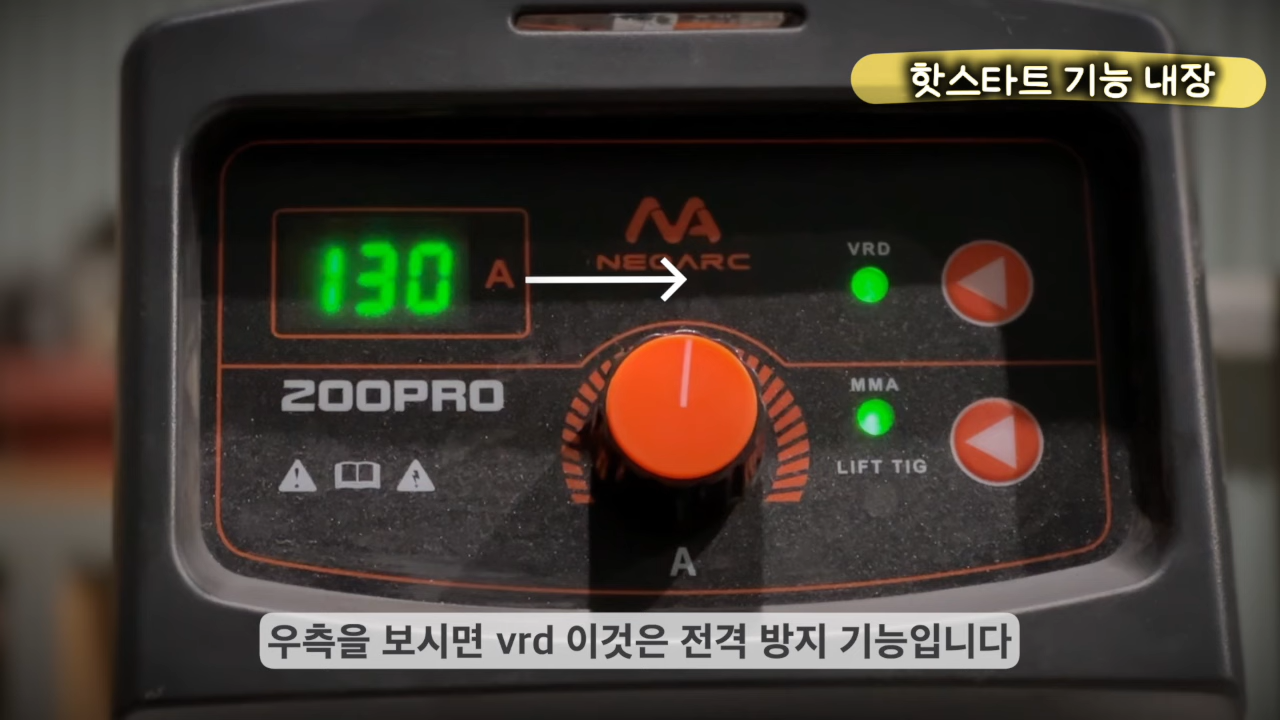 핫스타트 기능 내장
130 A
NEOARC
VRD
200PRO
MMA
LIFT TIG
A
우측을 보시면 vrd 이것은 전격 방지 기능입니다